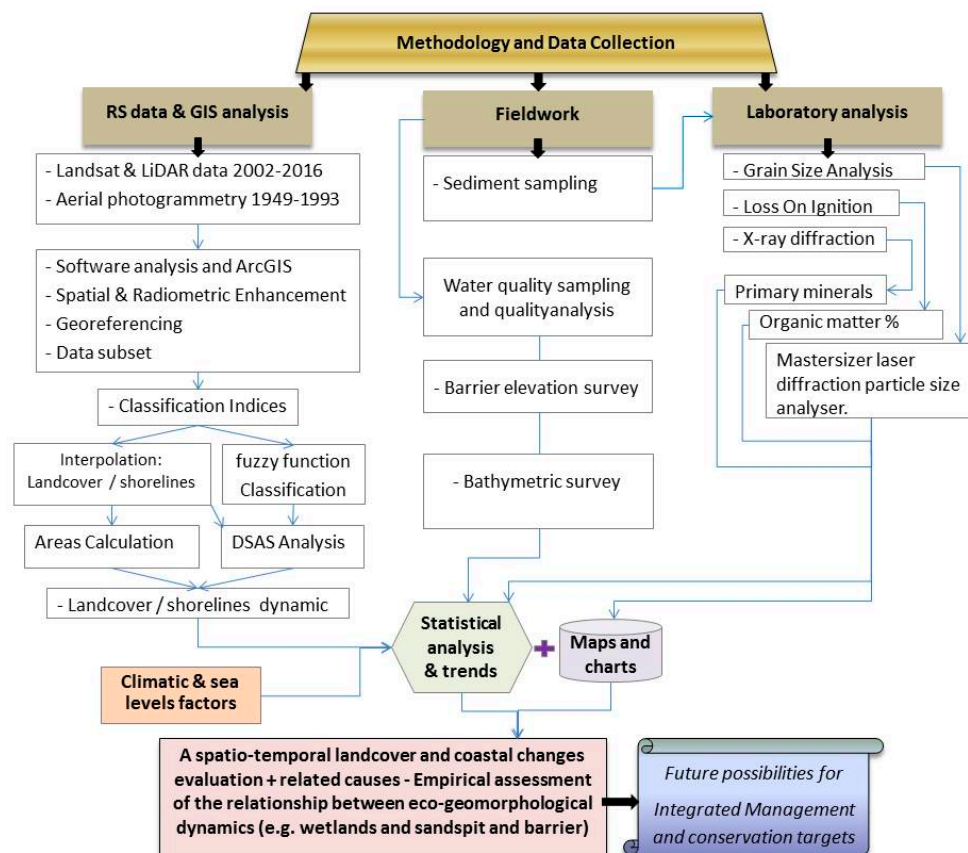 Methodology and Data Collection
RS data & GIS analysis
Fieldwork
Laboratory analysis
- Landsat & LiDAR data 2002-2016
- Aerial photogrammetry 1949-1993
- Sediment sampling
- Grain Size Analysis
- Loss On Ignition
- X-ray diffraction
- Software analysis and ArcGIS
- Spatial & Radiometric Enhancement
- Georeferencing
- Data subset
Water quality sampling
and qualityanalysis
Primary minerals
Organic matter %
Mastersizer laser
diffraction particle size
analyser.
- Classification Indices
- Barrier elevation survey
Interpolation:
Landcover / shorelines
fuzzy function
Classification
- Bathymetric survey
Areas Calculation
DSAS Analysis
- Landcover / shorelines dynamic
Statistical
analysis
& trends
+
Maps and
charts
Climatic & sea
levels factors
A spatio-temporal landcover and coastal changes
evaluation + related causes - Empirical assessment
of the relationship between eco-geomorphological
dynamics (e.g. wetlands and sandspit and barrier)
Future possibilities for
Integrated Management
and conservation targets